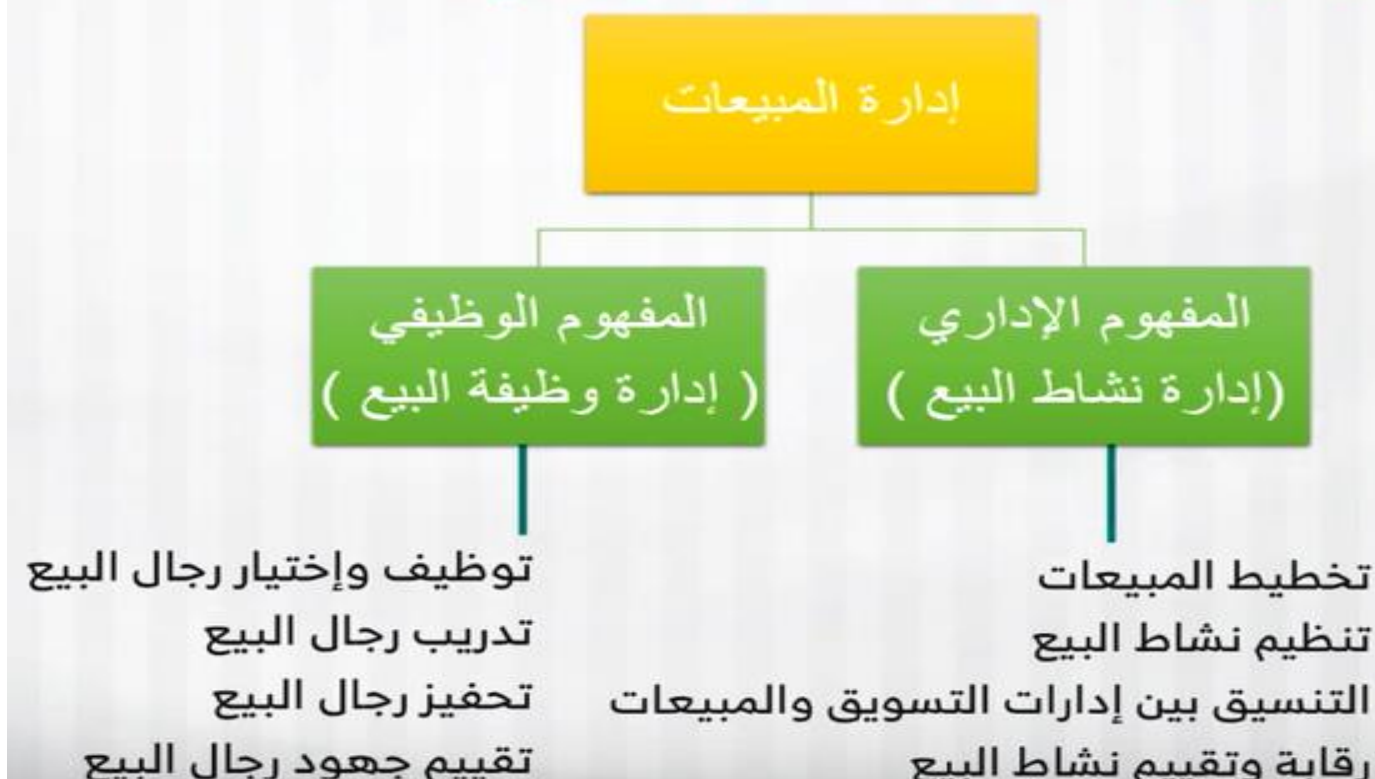 إدارة المبيعات
المفهوم الإداري
(إدارة نشاط البيع )
تخطيط المبيعات
تنظيم نشاط البيع
التنسيق بين إدارات التسويق والمبيعات
رقابة وتقييم نشاط البيع
المفهوم الوظيفي
( إدارة وظيفة البيع )
توظيف وإختيار رجال البيع
تدريب رجال البيع
تحفيز رجال البيع
تقييم جهود رجال البيع